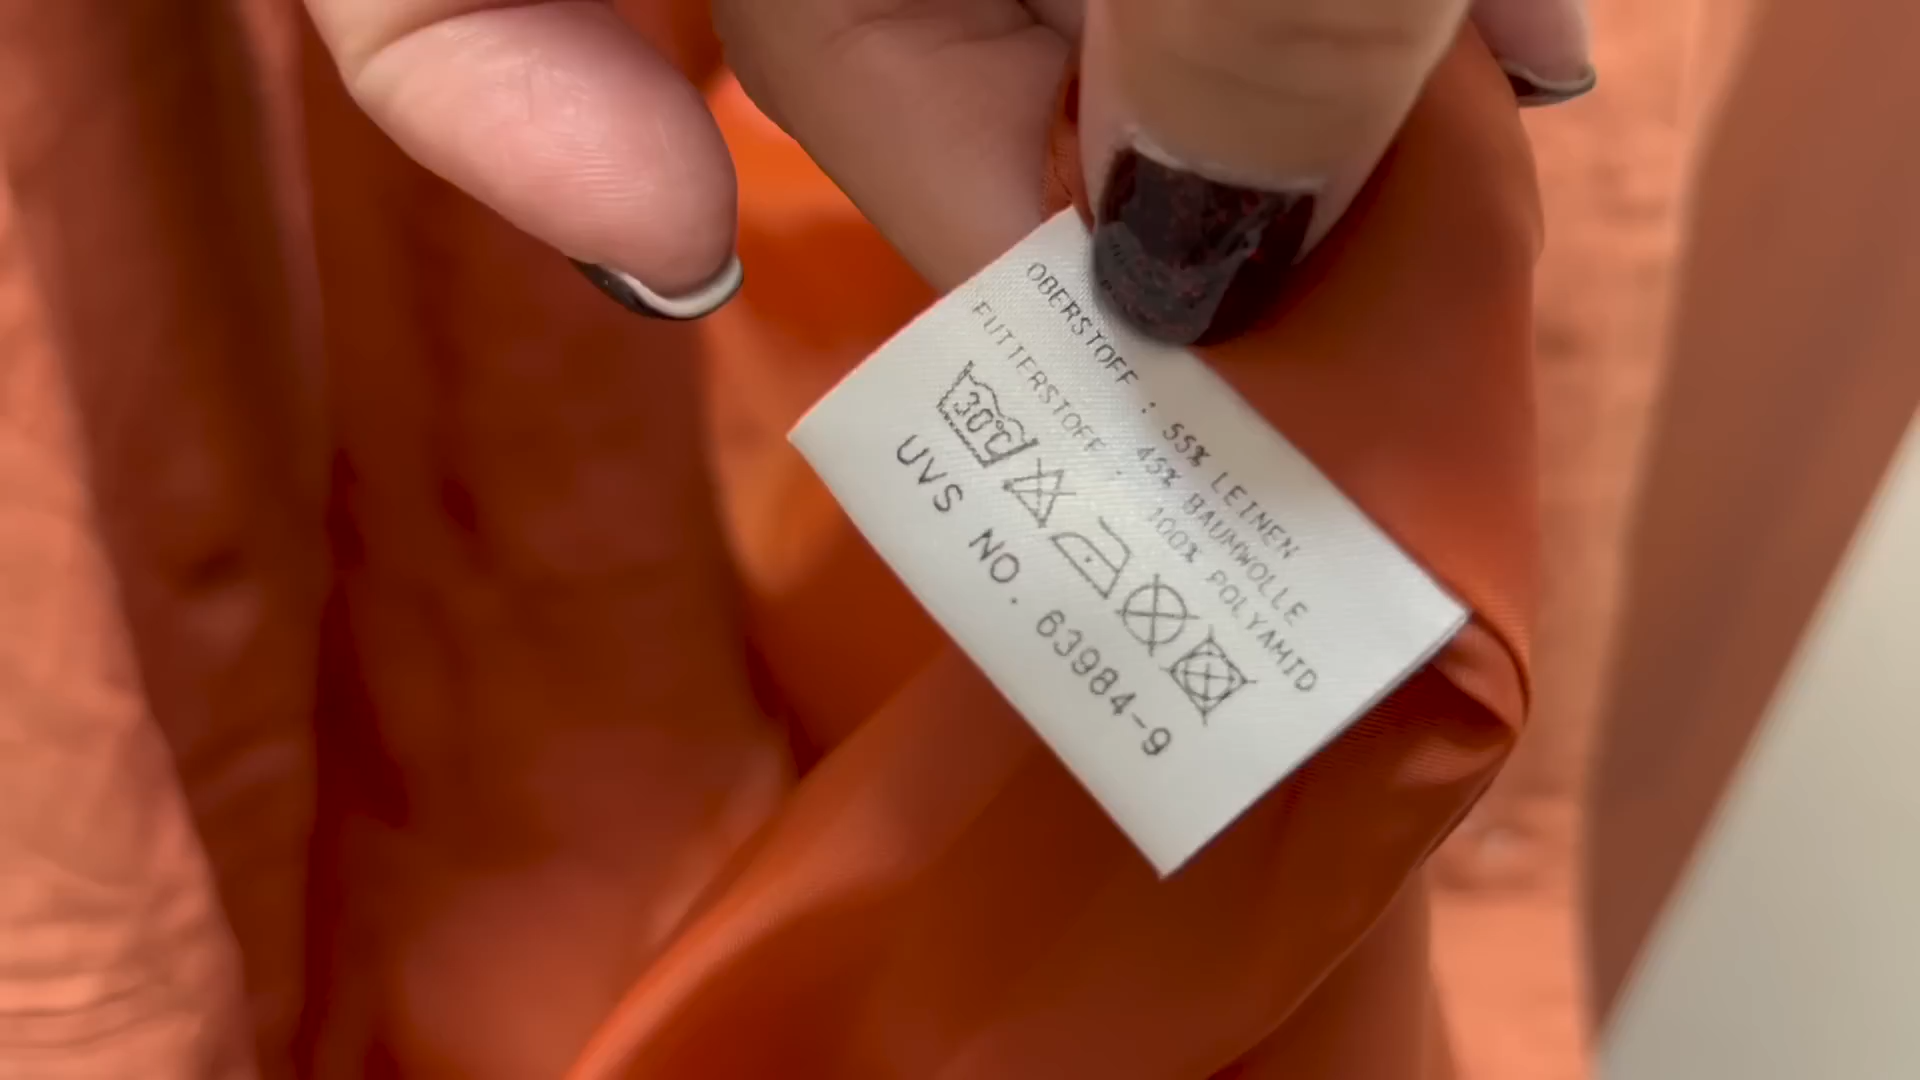 OBERSTOFF : 55% LEINEN
45% BAUMWOLLE
FUTTERSTOFF : 100% POLYAMID
30°C
UVS NO. 63984-9